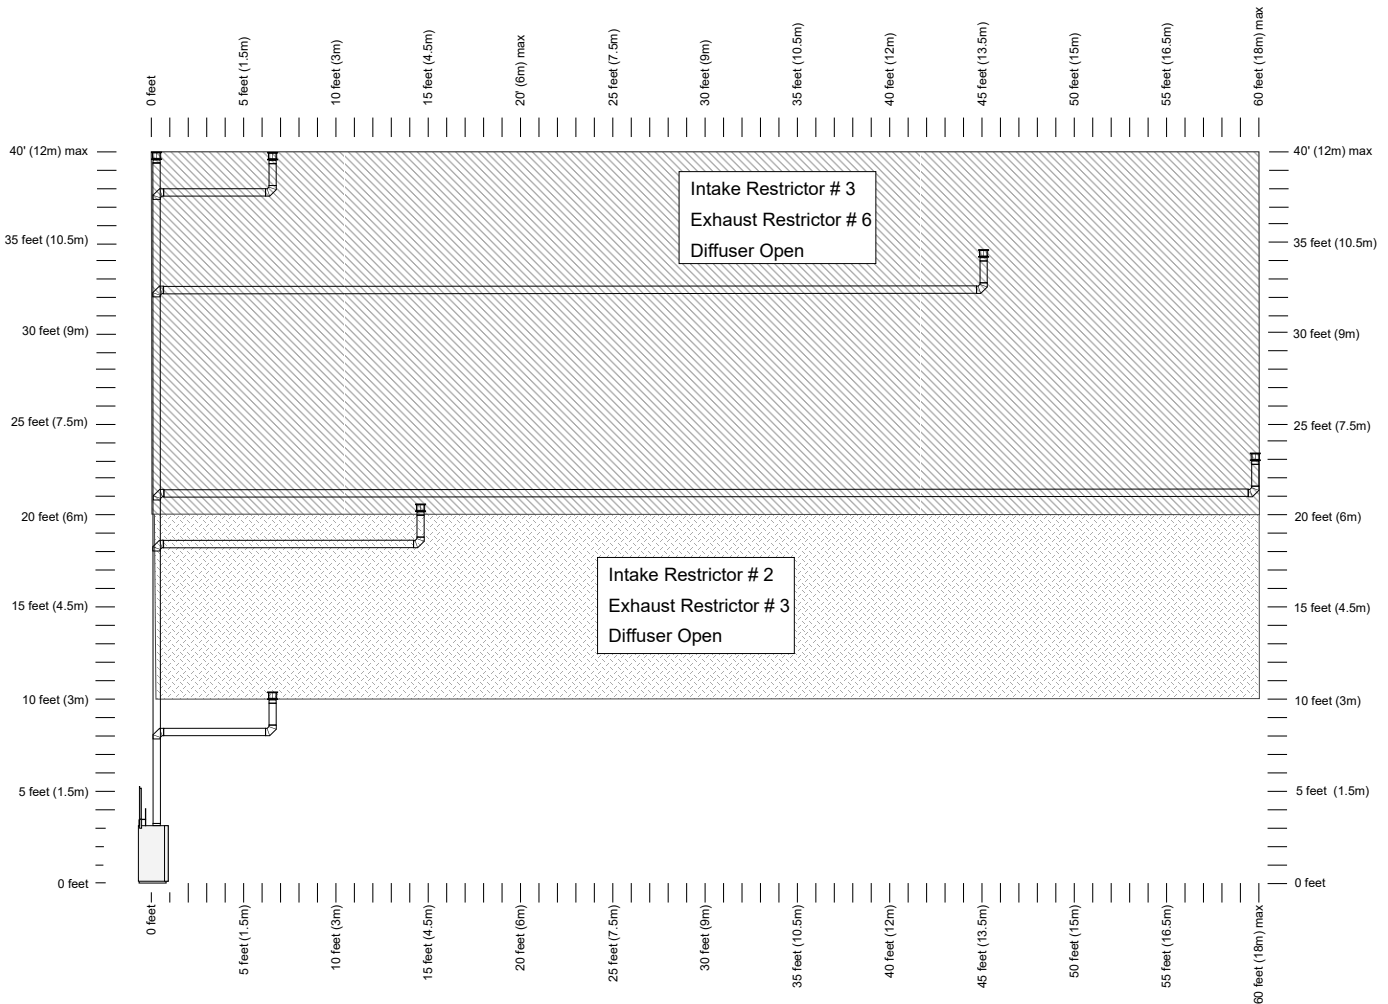 0 feet
5 feet (1.5m)
10 feet (3m)
15 feet (4.5m)
20' (6m) max
25 feet (7.5m)
30 feet (9m)
35 feet (10.5m)
40 feet (12m)
45 feet (13.5m)
50 feet (15m)
55 feet (16.5m)
60 feet (18m) max
40' (12m) max
35 feet (10.5m)
30 feet (9m)
25 feet (7.5m)
20 feet (6m)
15 feet (4.5m)
10 feet (3m)
5 feet (1.5m)
0 feet
Intake Restrictor # 3
Exhaust Restrictor # 6
Diffuser Open
Intake Restrictor # 2
Exhaust Restrictor # 3
Diffuser Open
40' (12m) max
35 feet (10.5m)
30 feet (9m)
25 feet (7.5m)
20 feet (6m)
15 feet (4.5m)
10 feet (3m)
5 feet (1.5m)
0 feet
0 feet
5 feet (1.5m)
10 feet (3m)
15 feet (4.5m)
20 feet (6m)
25 feet (7.5m)
30 feet (9m)
35 feet (10.5m)
40 feet (12m)
45 feet (13.5m)
50 feet (15m)
55 feet (16.5m)
60 feet (18m) max